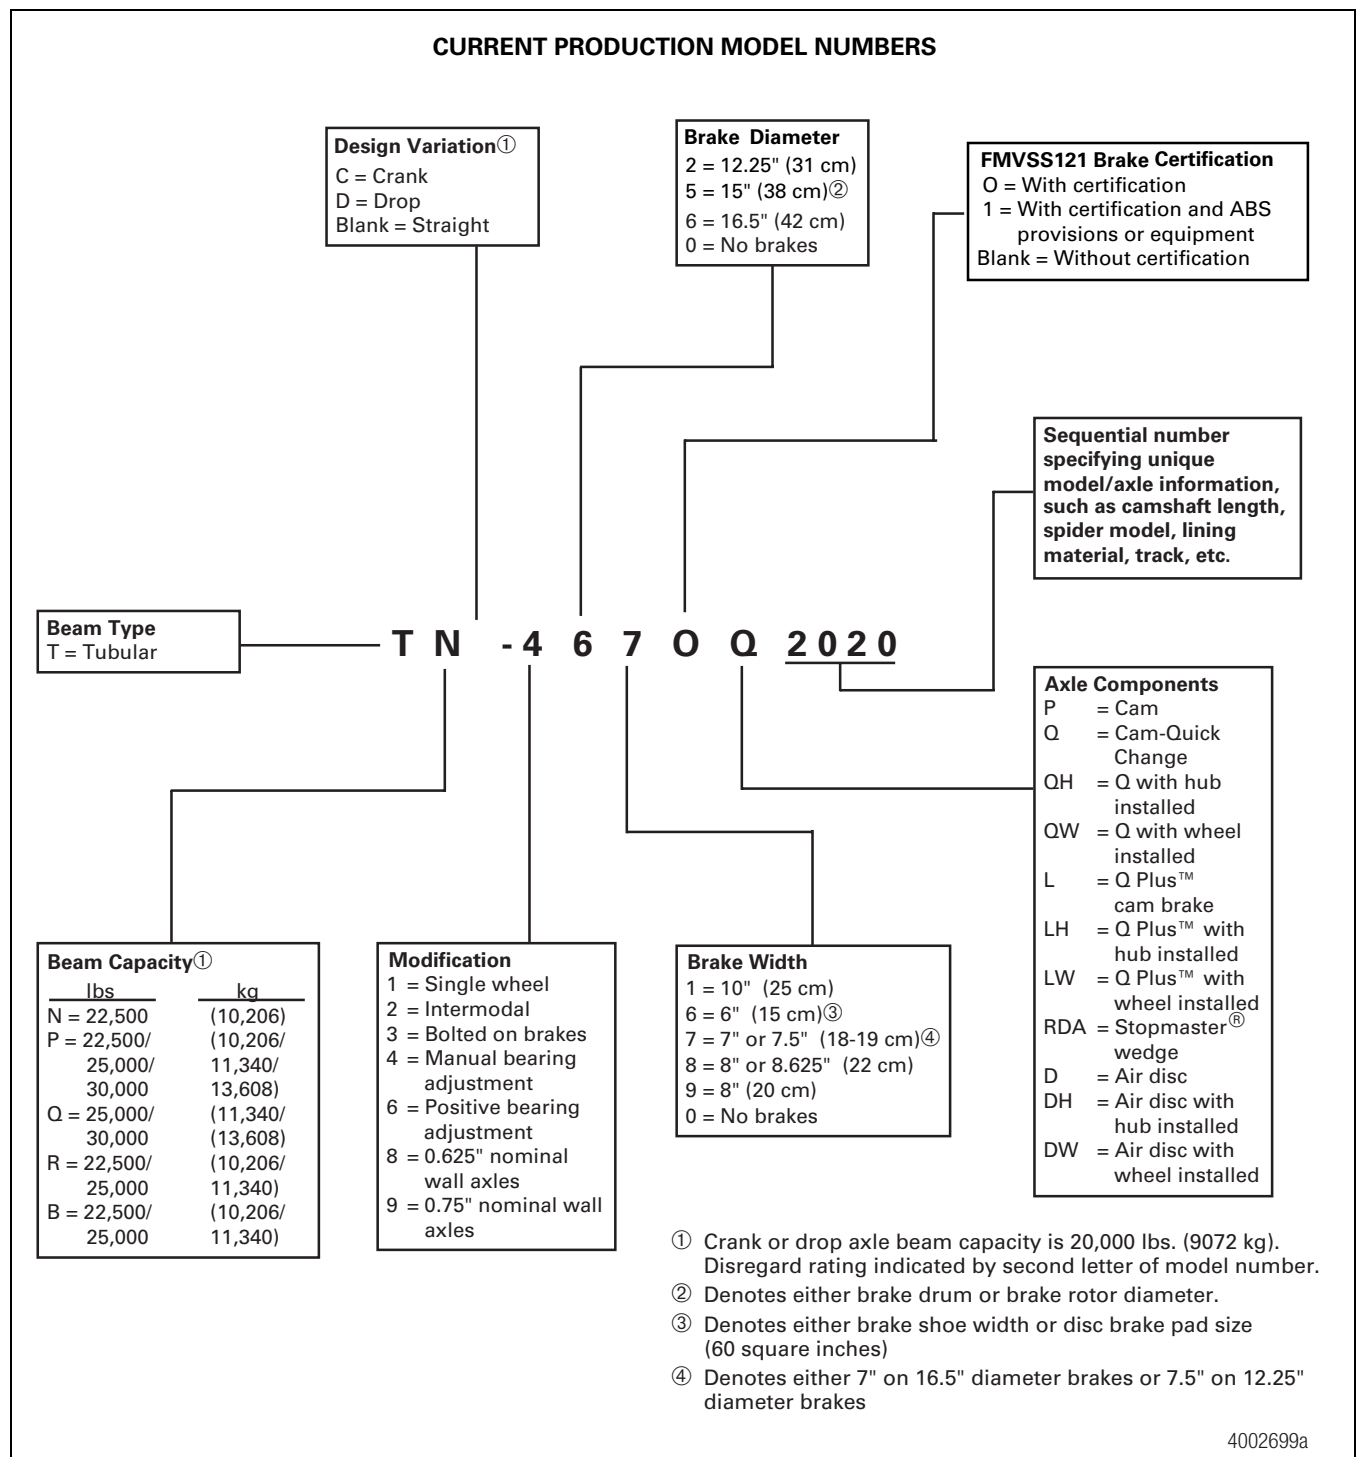 CURRENT PRODUCTION MODEL NUMBERS
Design Variation①
C = Crank
D = Drop
Blank = Straight
Brake Diameter
2 = 12.25" (31 cm)
5 = 15" (38 cm)②
6 = 16.5" (42 cm)
0 = No brakes
FMVSS121 Brake Certification
O = With certification
1 = With certification and ABS
provisions or equipment
Blank = Without certification
Sequential number
specifying unique
model/axle information,
such as camshaft length,
spider model, lining
material, track, etc.
Beam Type
T = Tubular
T N - 4 6 7 O Q 2 0 2 0
Axle Components
P = Cam
Q = Cam-Quick
Change
QH = Q with hub
installed
QW = Q with wheel
installed
L = Q Plus™
cam brake
LH = Q Plus™ with
hub installed
LW = Q Plus™ with
wheel installed
RDA = Stopmaster®
wedge
D = Air disc
DH = Air disc with
hub installed
DW = Air disc with
wheel installed
Beam Capacity①
lbs kg
N = 22,500 (10,206)
P = 22,500/ (10,206/
25,000/ 11,340/
30,000 13,608)
Q = 25,000/ (11,340/
30,000 (13,608)
R = 22,500/ (10,206/
25,000 11,340)
B = 22,500/ (10,206/
25,000 11,340)
Modification
1 = Single wheel
2 = Intermodal
3 = Bolted on brakes
4 = Manual bearing
adjustment
6 = Positive bearing
adjustment
8 = 0.625" nominal
wall axles
9 = 0.75" nominal wall
axles
Brake Width
1 = 10" (25 cm)
6 = 6" (15 cm)③
7 = 7" or 7.5" (18-19 cm)④
8 = 8" or 8.625" (22 cm)
9 = 8" (20 cm)
0 = No brakes
① Crank or drop axle beam capacity is 20,000 lbs. (9072 kg).
Disregard rating indicated by second letter of model number.
② Denotes either brake drum or brake rotor diameter.
③ Denotes either brake shoe width or disc brake pad size
(60 square inches)
④ Denotes either 7" on 16.5" diameter brakes or 7.5" on 12.25"
diameter brakes
4002699a